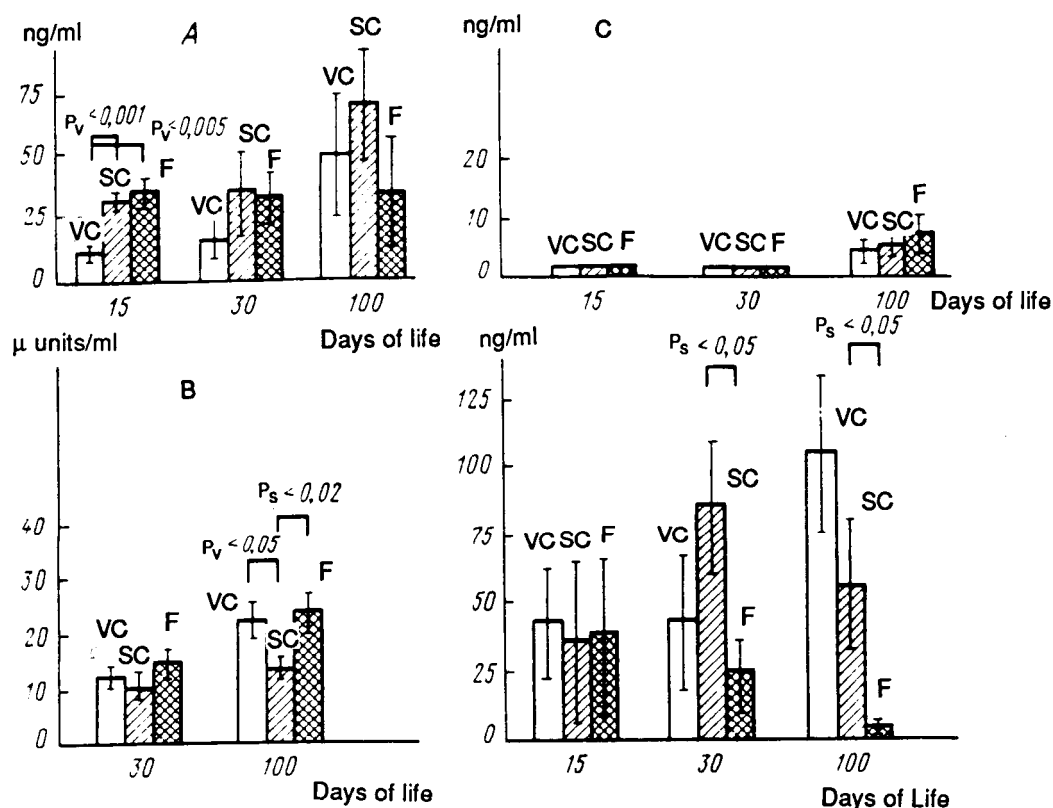 ng/ml
A
75
50
25
0
P_V <0,001
P_V <0,005
VC
SC
F
VC
SC
F
VC
SC
F
15
30
100
Days of life
C
ng/ml
20
10
0
VC SC F
VC SC F
VC SC F
15
30
100
Days of life
μ units/ml
B
40
30
20
10
0
VC
SC
F
P_V <0,05
P_S <0,02
VC
SC
F
30
100
Days of life
ng/ml
125
100
75
50
25
0
VC SC F
P_S <0,05
VC
SC
F
P_S <0,05
VC
SC
F
15
30
100
Days of Life